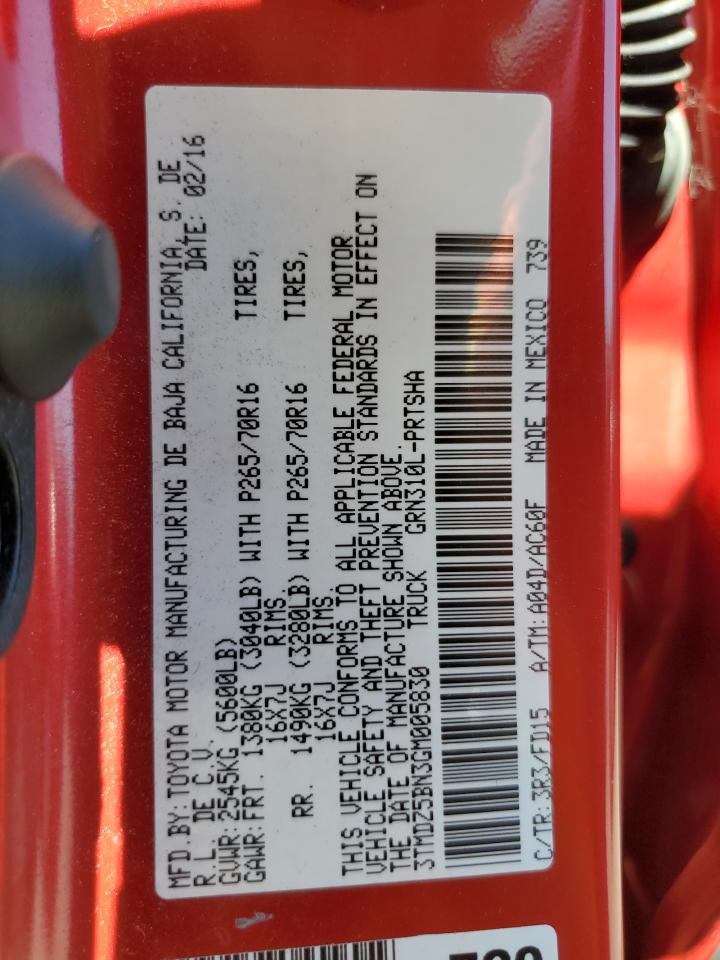 MFD.BY:TOYOTA MOTOR MANUFACTURING DE BAJA CALIFORNIA, S. DE
R.L. DE C.V. DATE: 02/16
GVWR:2545KG (5600LB)
GAWR:FRT. 1380KG (3040LB) WITH P265/70R16 TIRES,
16X7J RIMS.
RR. 1490KG (3280LB) WITH P265/70R16 TIRES,
16X7J RIMS.
THIS VEHICLE CONFORMS TO ALL APPLICABLE FEDERAL MOTOR
VEHICLE SAFETY AND THEFT PREVENTION STANDARDS IN EFFECT ON
THE DATE OF MANUFACTURE SHOWN ABOVE.
3TMDZ5BN3GM005830 TRUCK GRN310L-PRTSHA
C/TR:3R3/FD15 A/TM:A04D/AC60F MADE IN MEXICO 739